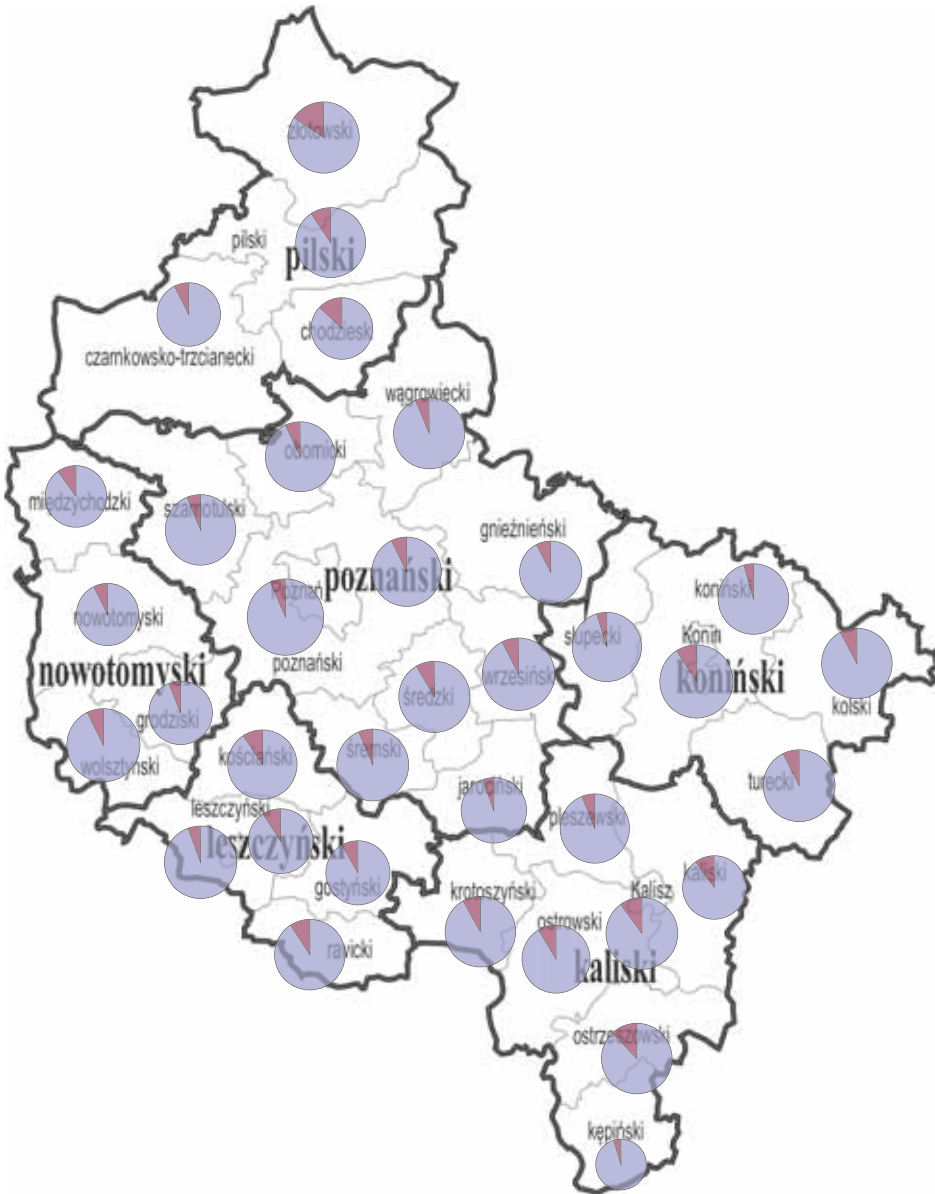 złotowski
pilski
pilski
chodzieski
czarnkowsko-trzcianecki
wągrowiecki
obornicki
międzychodzki
szamotulski
gnieźnieński
poznański
koniński
Poznań
nowotomyski
słupecki
Konin
poznański
wrzesiński
nowotomyski
koniński
średzki
kolski
grodziski
śremski
kościański
wolsztyński
turecki
jarociński
leszczyński
pleszewski
leszczyński
kaliski
gostyński
krotoszyński
Kalisz
ostrowski
rawicki
kaliski
ostrzeszowski
kępiński